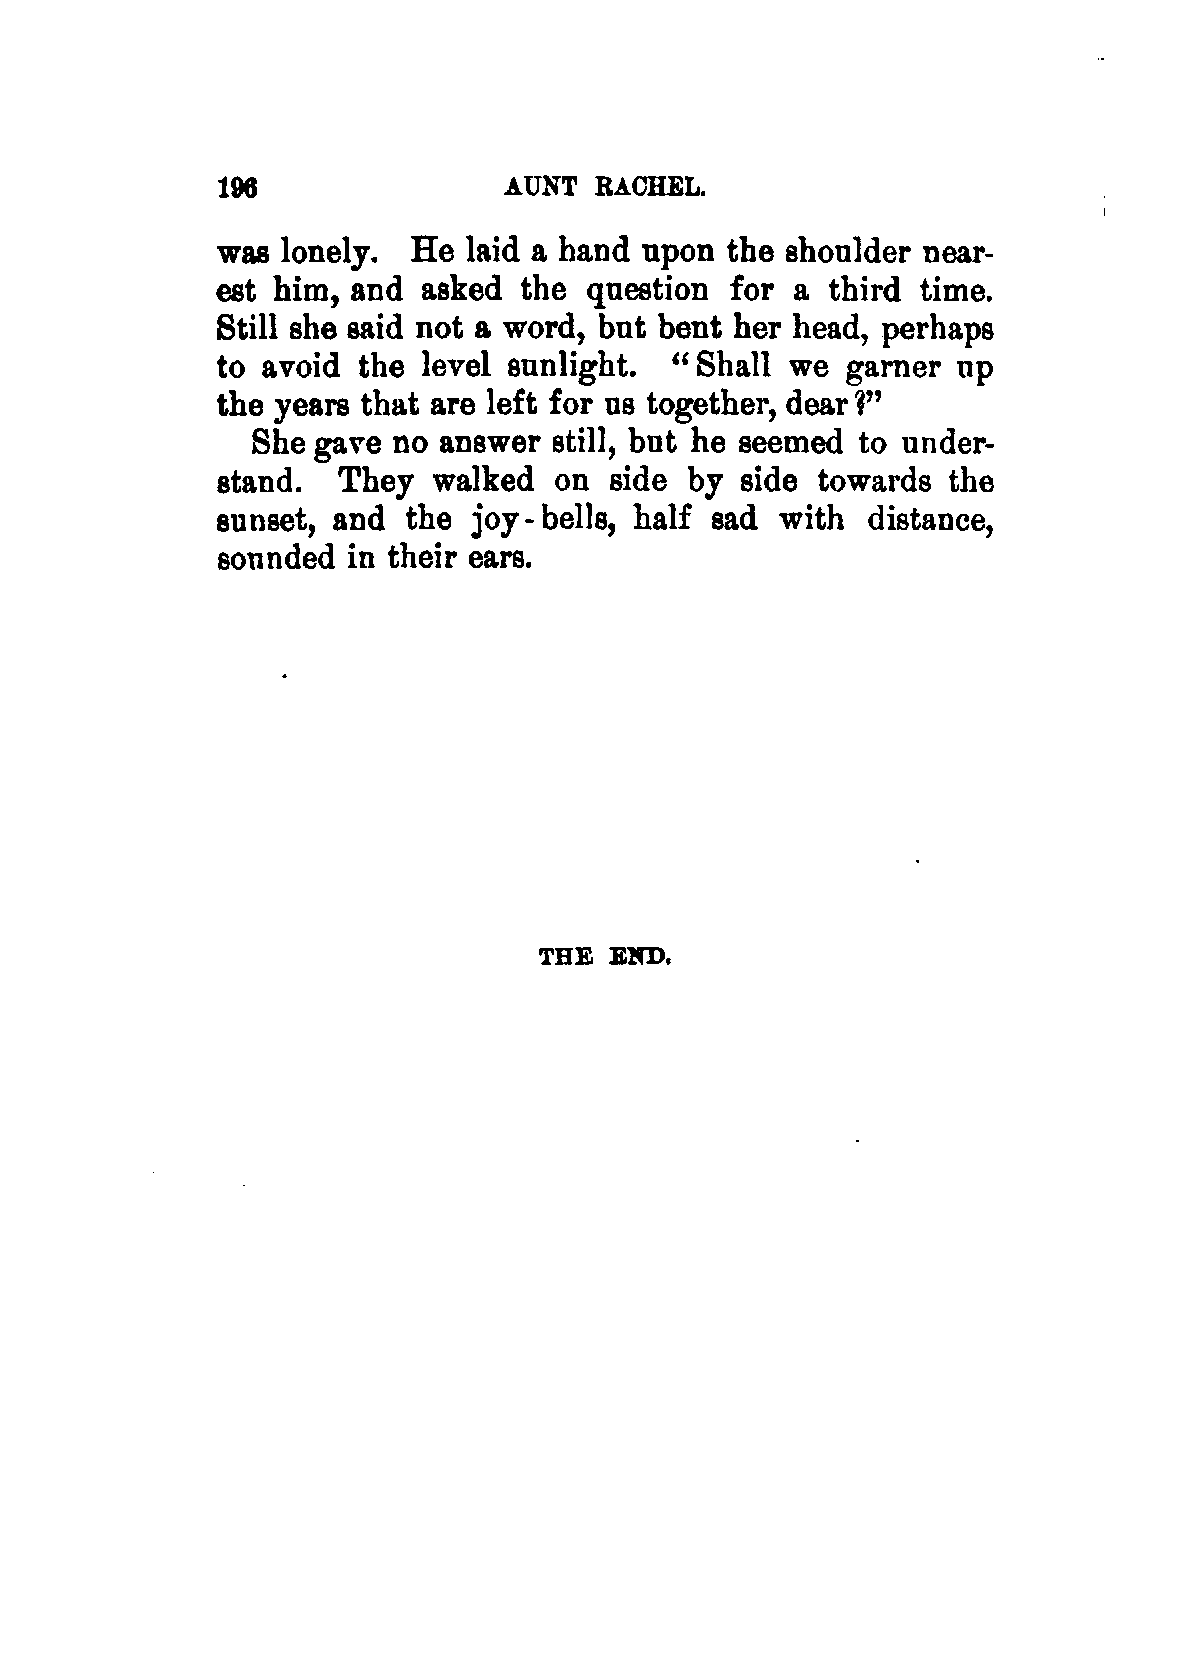 196 AUNT RACHEL.
was lonely. He laid a hand upon the shoulder near-
est him, and asked the question for a third time.
Still she said not a word, but bent her head, perhaps
to avoid the level sunlight. “Shall we garner up
the years that are left for us together, dear?”
She gave no answer still, but he seemed to under-
stand. They walked on side by side towards the
sunset, and the joy-bells, half sad with distance,
sounded in their ears.
THE END.